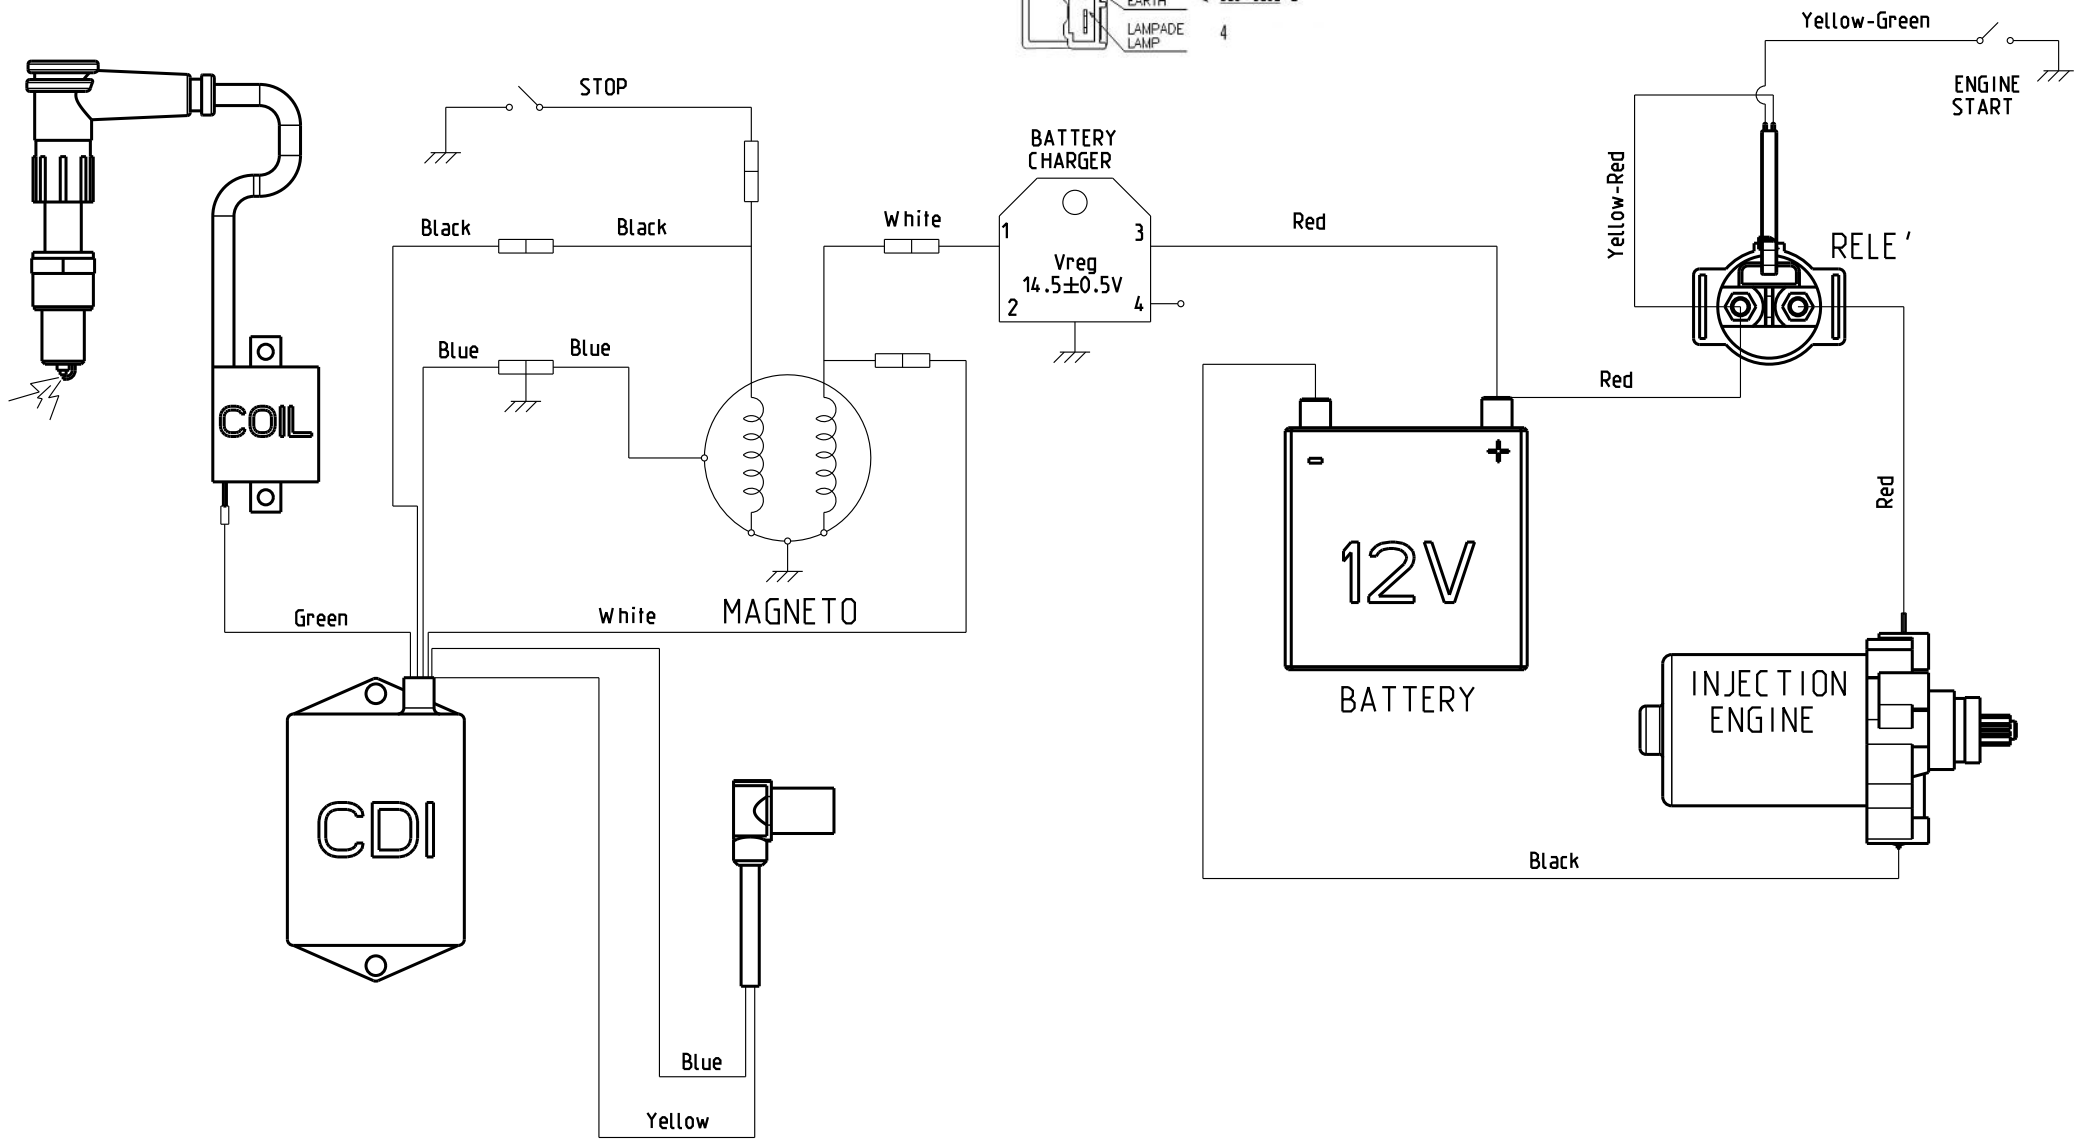 EARTH
LAMPADE
LAMP
4
Yellow-Green
ENGINE
START
STOP
BATTERY
CHARGER
Yellow-Red
Black
Black
White
1
3
Red
RELE'
Vreg
14.5±0.5V
2
4
Blue
Blue
Red
COIL
-
+
Red
12V
Green
White
MAGNETO
BATTERY
INJECTION
ENGINE
CDI
Black
Blue
Yellow